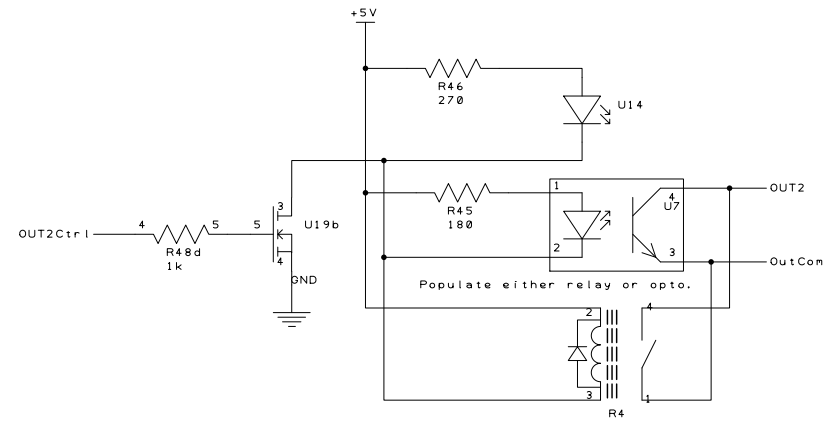 +5V
R46
270
U14
3
1
4
OUT2
U7
4
5
5
U19b
R45
180
OUT2Ctrl
R48d
1k
4
2
3
OutCom
GND
Populate either relay or opto.
2
4
3
1
R4